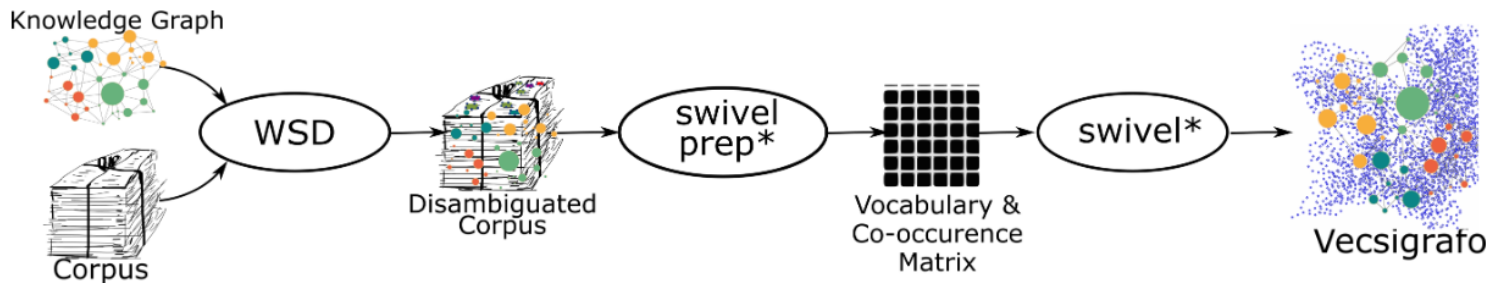 Knowledge Graph
Corpus
WSD
Disambiguated
Corpus
swivel
prep*
Vocabulary &
Co-occurence
Matrix
swivel*
Vecsigrafo